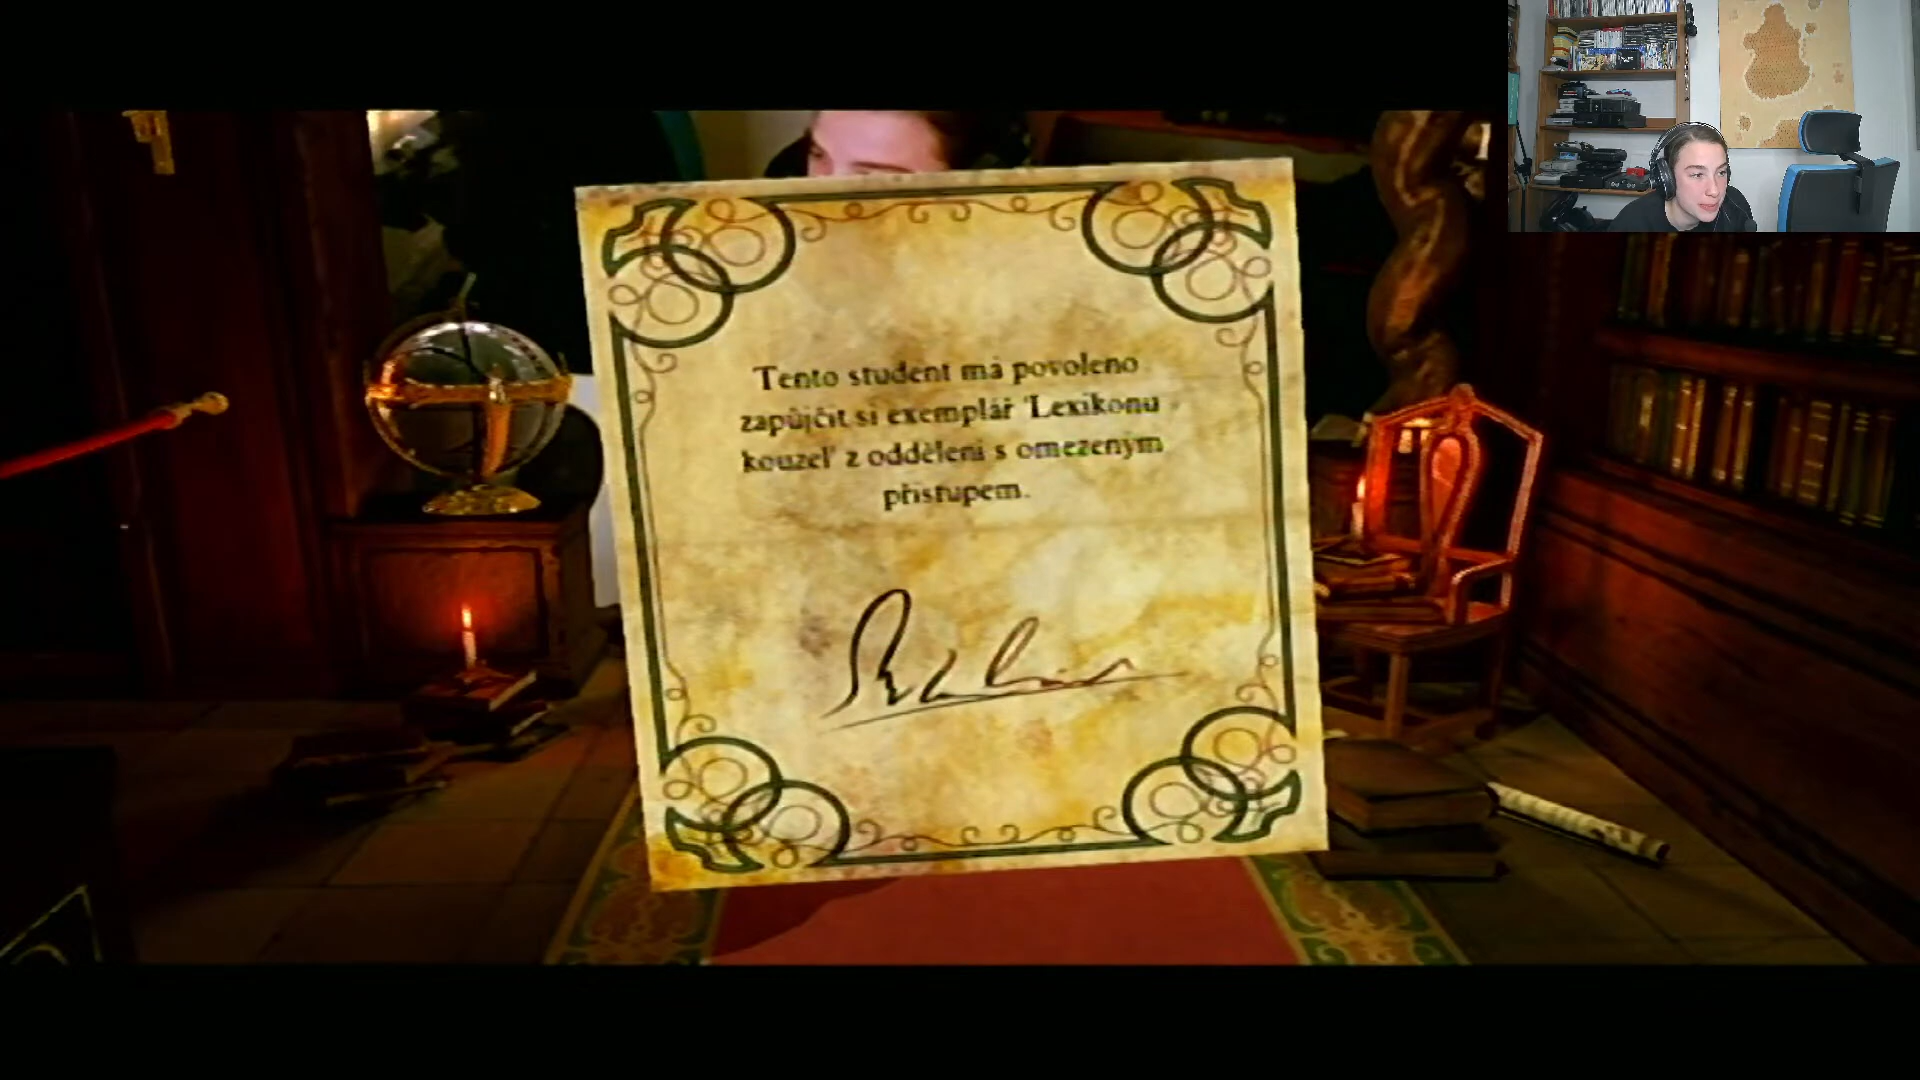 Tento student má povoleno
zapůjčit si exemplář 'Lexikonu
kouzel' z oddělení s omezeným
přístupem.